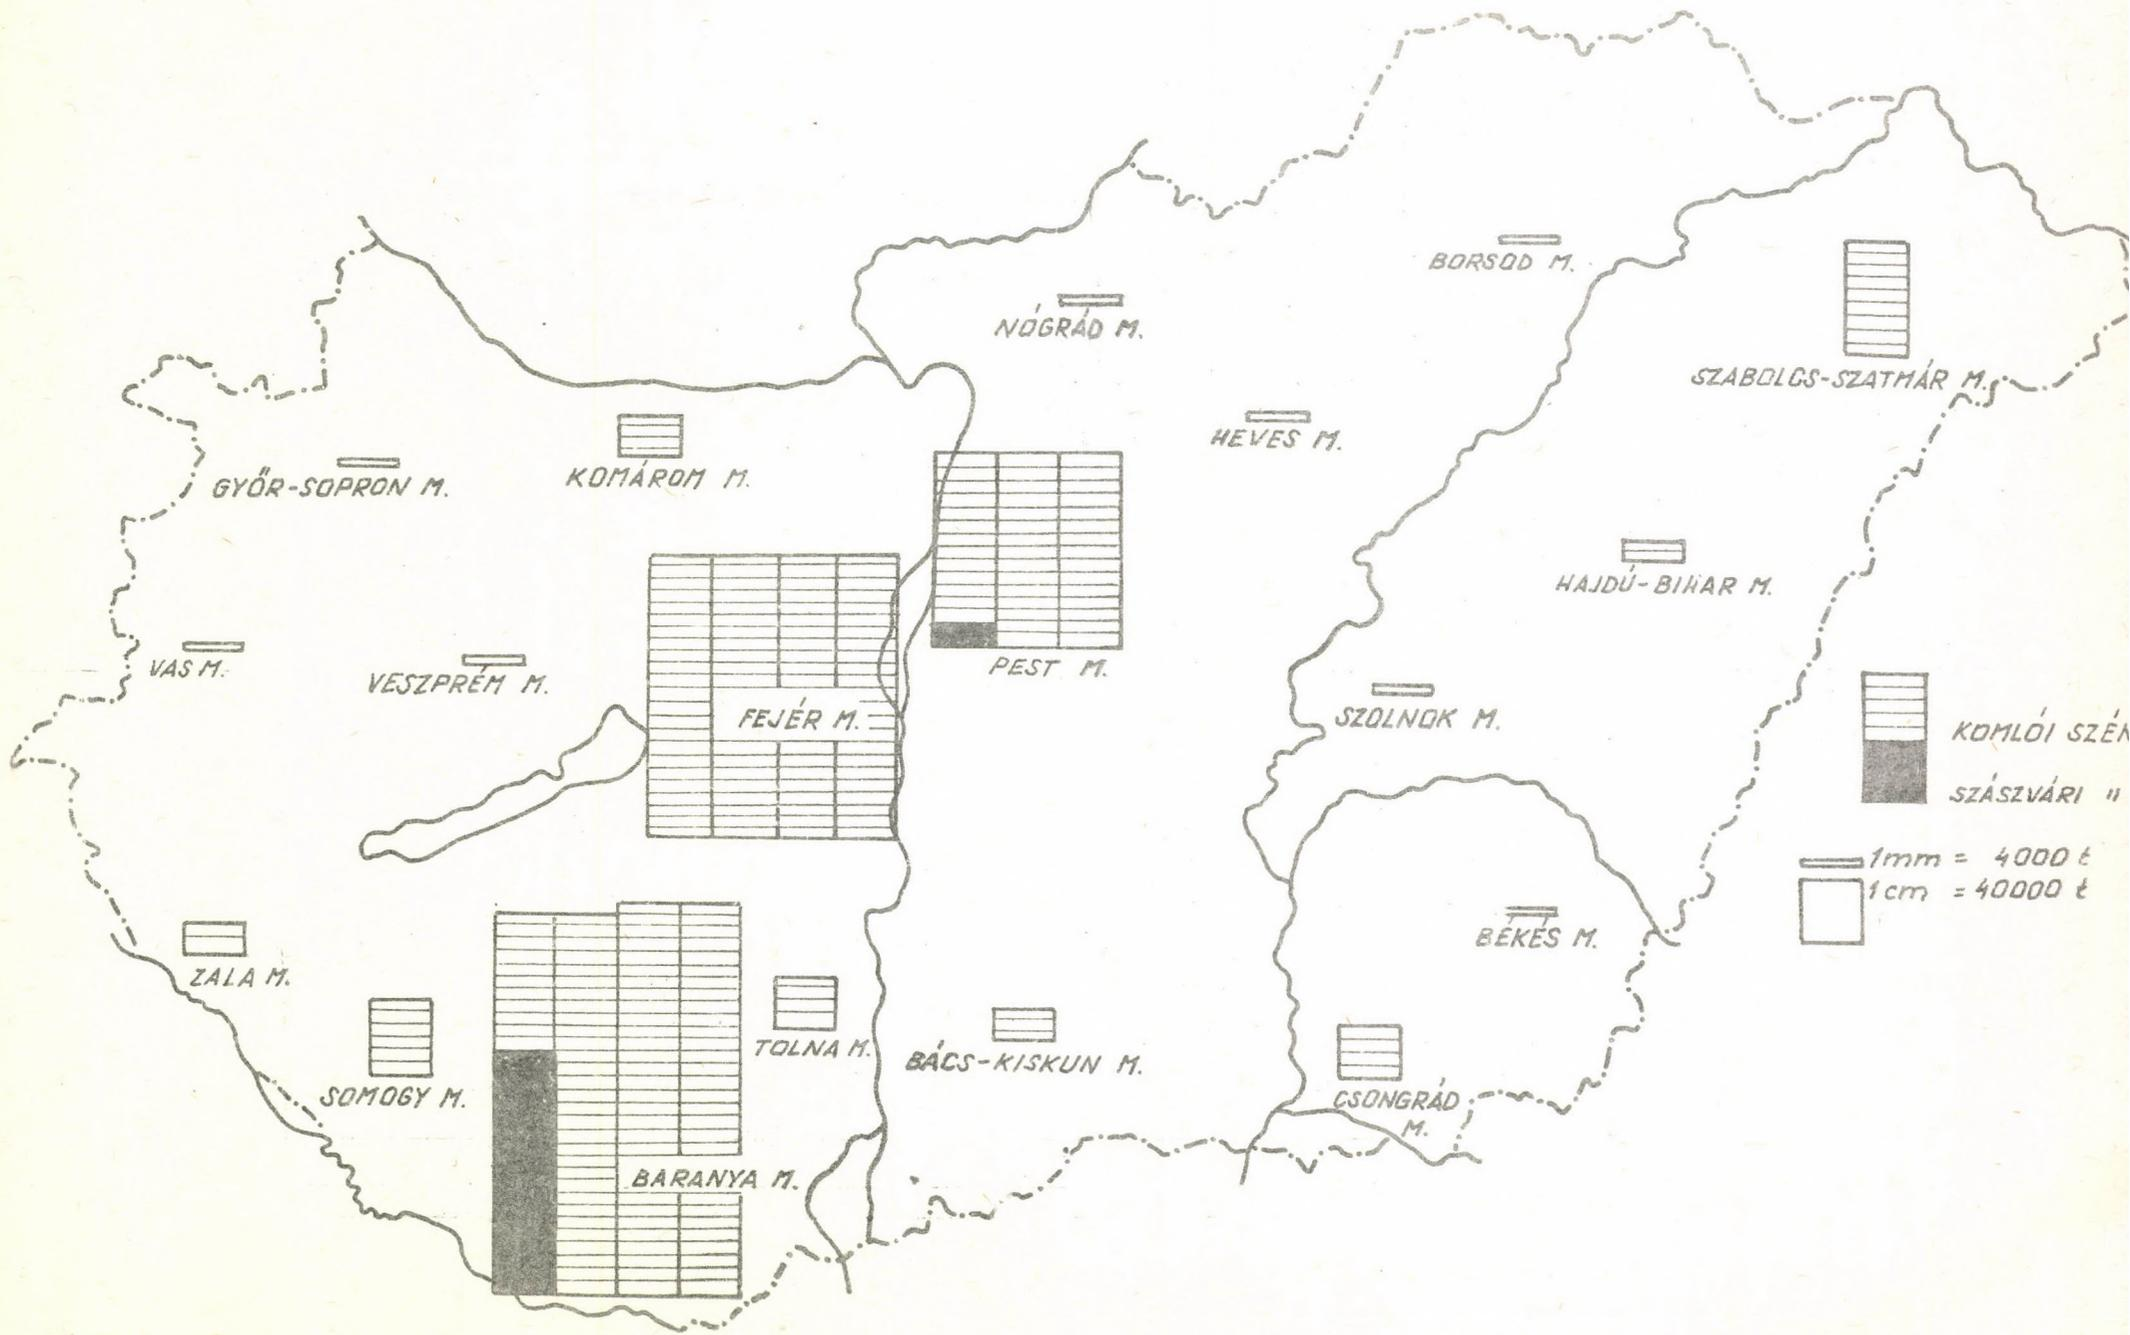 BORSOD M.
NÓGRÁD M.
SZABOLCS-SZATMÁR M.
HEVES M.
GYŐR-SOPRON M.
KOMÁROM M.
HAJDÚ-BIHAR M.
VAS M.
VESZPRÉM M.
PEST M.
FEJÉR M.
SZOLNOK M.
KOMLÓI SZÉN
SZÁSZVÁRI "
1mm = 4000 t
1cm = 40000 t
ZALA M.
BÉKÉS M.
TOLNA M.
BÁCS-KISKUN M.
SOMOGY M.
CSONGRÁD
M.
BARANYA M.